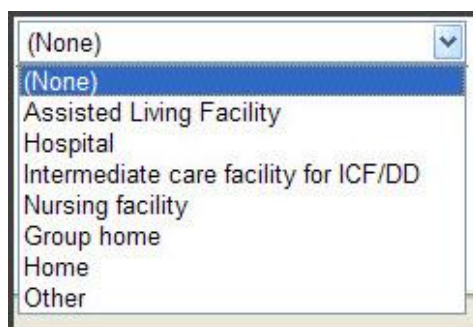 (None)
(None)
Assisted Living Facility
Hospital
Intermediate care facility for ICF/DD
Nursing facility
Group home
Home
Other